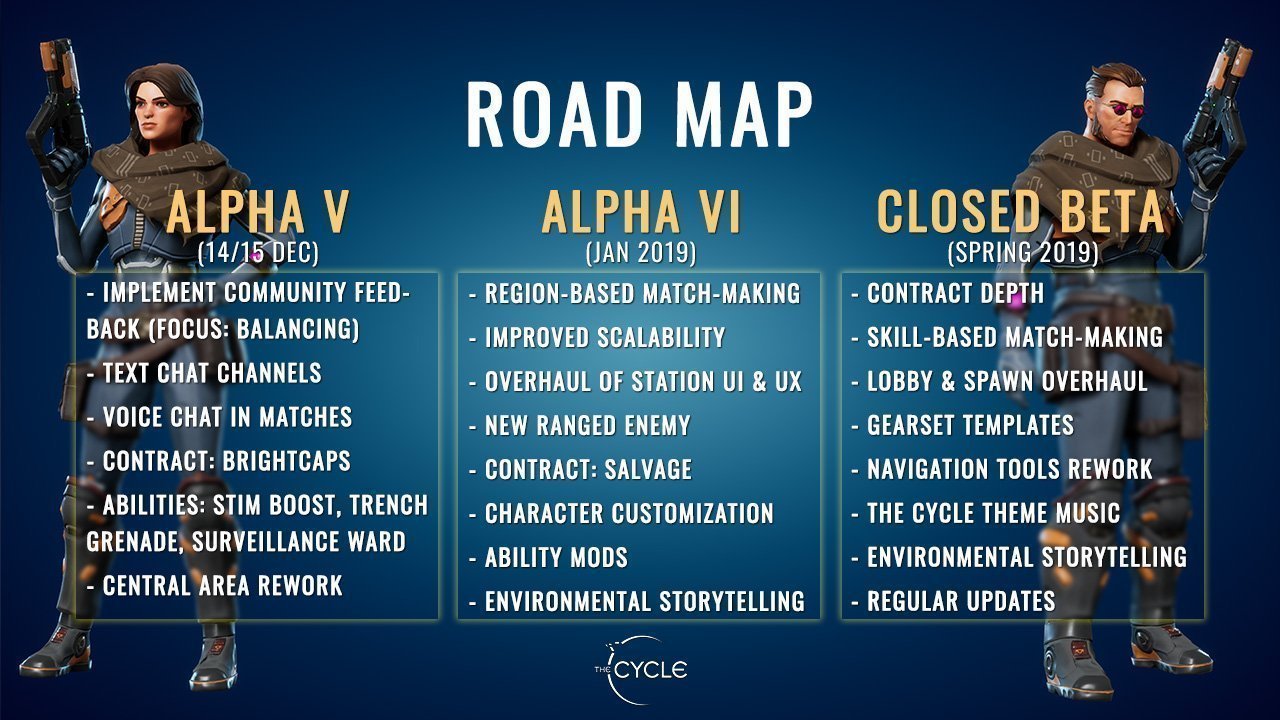 ROAD MAP
ALPHA V
(14/15 DEC)
- IMPLEMENT COMMUNITY FEED-
BACK (FOCUS: BALANCING)
- TEXT CHAT CHANNELS
- VOICE CHAT IN MATCHES
- CONTRACT: BRIGHTCAPS
- ABILITIES: STIM BOOST, TRENCH
GRENADE, SURVEILLANCE WARD
- CENTRAL AREA REWORK
ALPHA VI
(JAN 2019)
- REGION-BASED MATCH-MAKING
- IMPROVED SCALABILITY
- OVERHAUL OF STATION UI & UX
- NEW RANGED ENEMY
- CONTRACT: SALVAGE
- CHARACTER CUSTOMIZATION
- ABILITY MODS
- ENVIRONMENTAL STORYTELLING
CLOSED BETA
(SPRING 2019)
- CONTRACT DEPTH
- SKILL-BASED MATCH-MAKING
- LOBBY & SPAWN OVERHAUL
- GEARSET TEMPLATES
- NAVIGATION TOOLS REWORK
- THE CYCLE THEME MUSIC
- ENVIRONMENTAL STORYTELLING
- REGULAR UPDATES
THE CYCLE